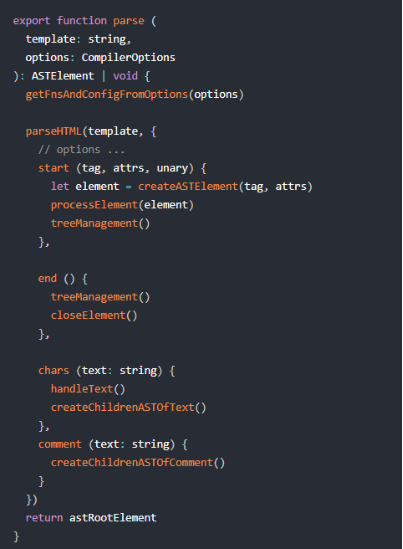 export function parse (
  template: string,
  options: CompilerOptions
): ASTElement | void {
  getFnsAndConfigFromOptions(options)

  parseHTML(template, {
    // options ...
    start (tag, attrs, unary) {
      let element = createASTElement(tag, attrs)
      processElement(element)
      treeManagement()
    },

    end () {
      treeManagement()
      closeElement()
    },

    chars (text: string) {
      handleText()
      createChildrenASTOfText()
    },
    comment (text: string) {
      createChildrenASTOfComment()
    }
  })
  return astRootElement
}